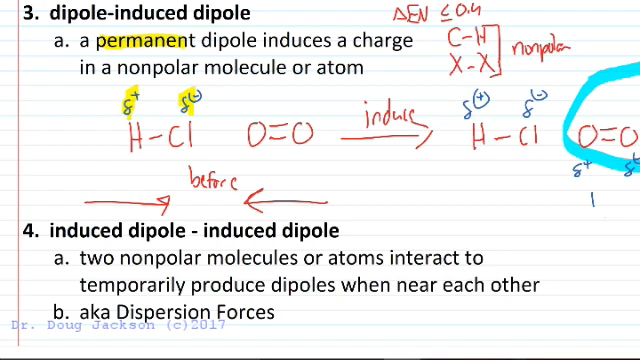 3. dipole-induced dipole
ΔEN ≤ 0.4
a. a permanent dipole induces a charge
in a nonpolar molecule or atom
C-H
X-X
nonpolar
δ+ δ(-)
H-Cl O=O
induce
δ(+) δ(-)
H-Cl O=O
δ+
before
4. induced dipole - induced dipole
a. two nonpolar molecules or atoms interact to
temporarily produce dipoles when near each other
b. aka Dispersion Forces
Dr. Doug Jackson (c)2017